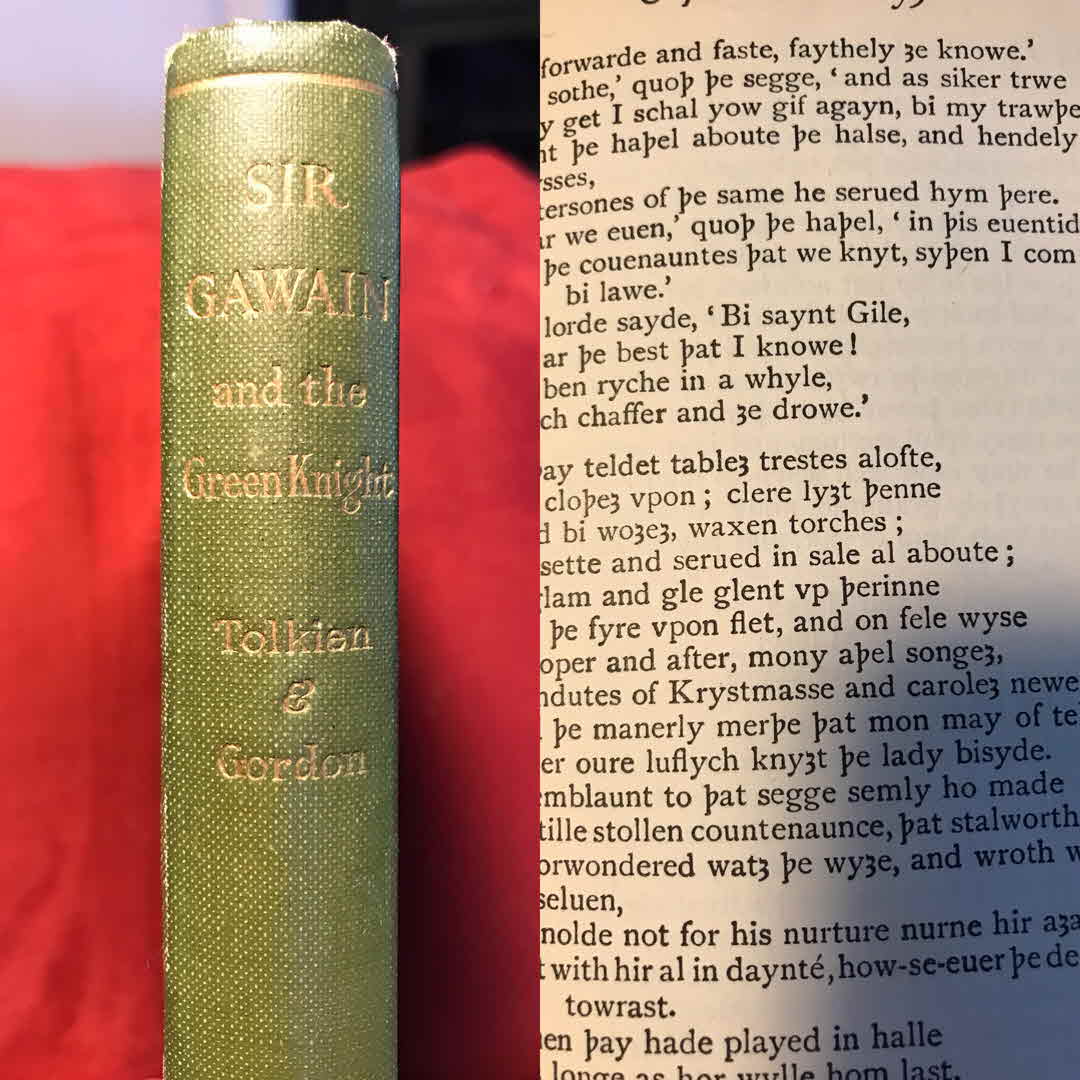 SIR
GAWAIN
and the
Green Knight
Tolkien
&
Gordon
forwarde and faste, faythely ȝe knowe.’
sothe,’ quoþ þe segge, ‘ and as siker trwe
get I schal yow gif agayn, bi my trawþe
þe haþel aboute þe halse, and hendely
sses,
ersones of þe same he serued hym þere.
we euen,’ quoþ þe haþel, ‘ in þis euentid
þe couenauntes þat we knyt, syþen I com
bi lawe.’
lorde sayde, ‘ Bi saynt Gile,
ar þe best þat I knowe !
ben ryche in a whyle,
ch chaffer and ȝe drowe.’
ay teldet tableȝ trestes alofte,
cloþeȝ vpon ; clere lyȝt þenne
bi woȝeȝ, waxen torches ;
sette and serued in sale al aboute ;
lam and gle glent vp þerinne
þe fyre vpon flet, and on fele wyse
oper and after, mony aþel songeȝ,
dutes of Krystmasse and caroleȝ newe
þe manerly merþe þat mon may of te
er oure luflych knyȝt þe lady bisyde.
mblaunt to þat segge semly ho made
tille stollen countenaunce, þat stalworth
orwondered watȝ þe wyȝe, and wroth w
seluen,
nolde not for his nurture nurne hir aȝa
with hir al in daynté, how-se-euer þe de
towrast.
en þay hade played in halle
longe as hor wylle hom last,